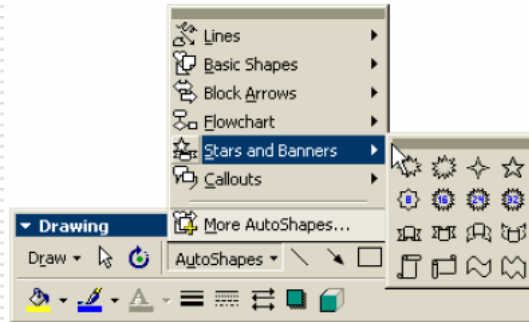 Lines
Basic Shapes
Block Arrows
Flowchart
Stars and Banners
Callouts
More AutoShapes...
8 16 24 32
Drawing
Draw AutoShapes
A